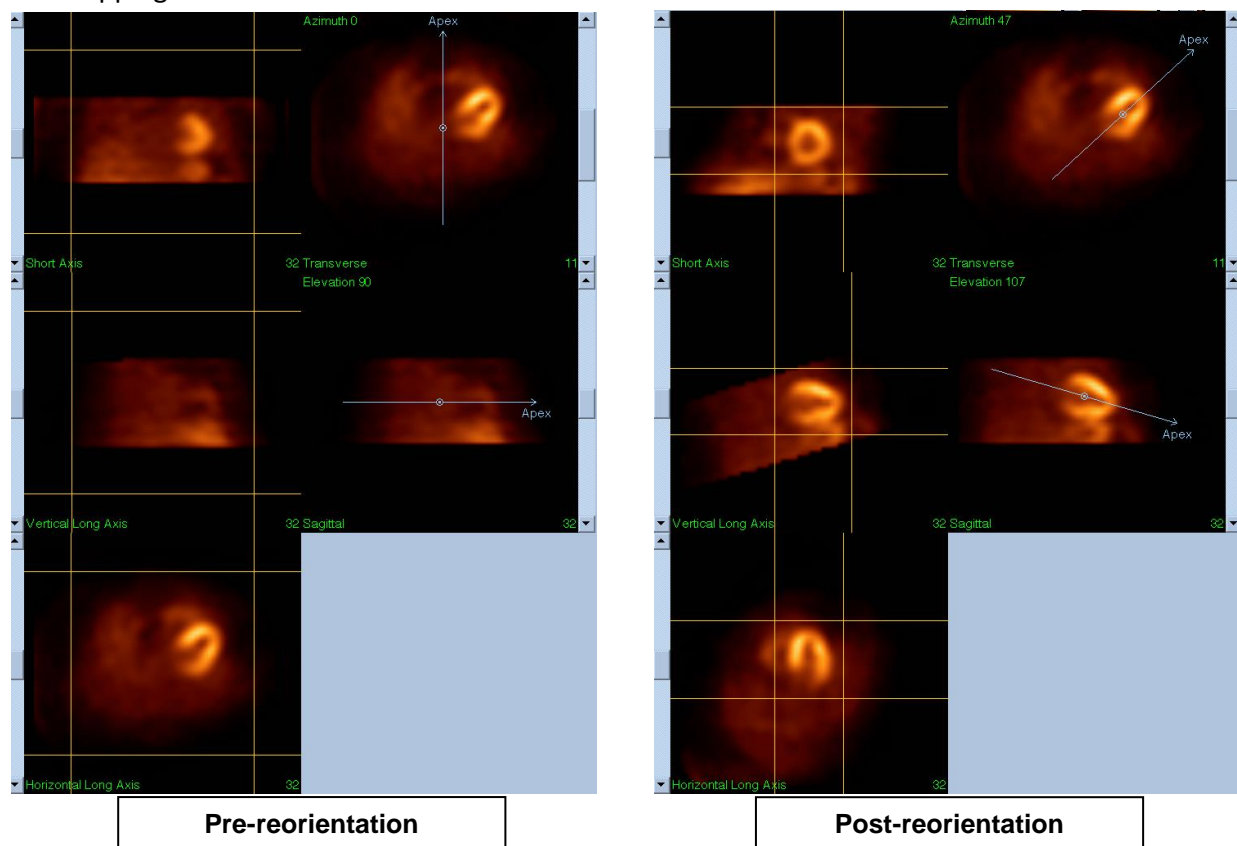 Azimuth 0
Apex
Short Axis 32
Transverse 11
Elevation 90
Apex
Vertical Long Axis 32
Sagittal 32
Horizontal Long Axis 32
Pre-reorientation
Azimuth 47
Apex
Short Axis 32
Transverse 11
Elevation 107
Apex
Vertical Long Axis 32
Sagittal 32
Horizontal Long Axis 32
Post-reorientation